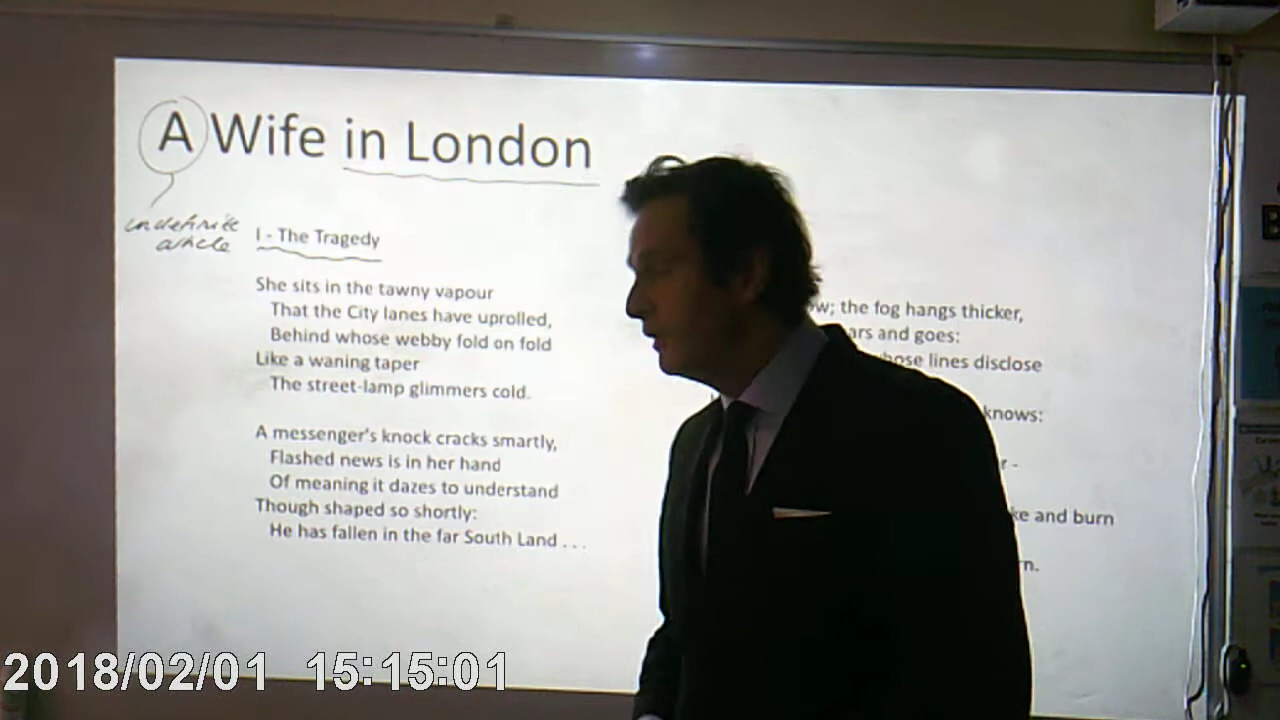 A Wife in London
indefinite
article
I - The Tragedy
She sits in the tawny vapour
That the City lanes have uprolled,
Behind whose webby fold on fold
Like a waning taper
The street-lamp glimmers cold.
A messenger's knock cracks smartly,
Flashed news is in her hand
Of meaning it dazes to understand
Though shaped so shortly:
He has fallen in the far South Land . . .
; the fog hangs thicker,
and goes:
lines disclose
knows:
-
and burn
2018/02/01 15:15:01